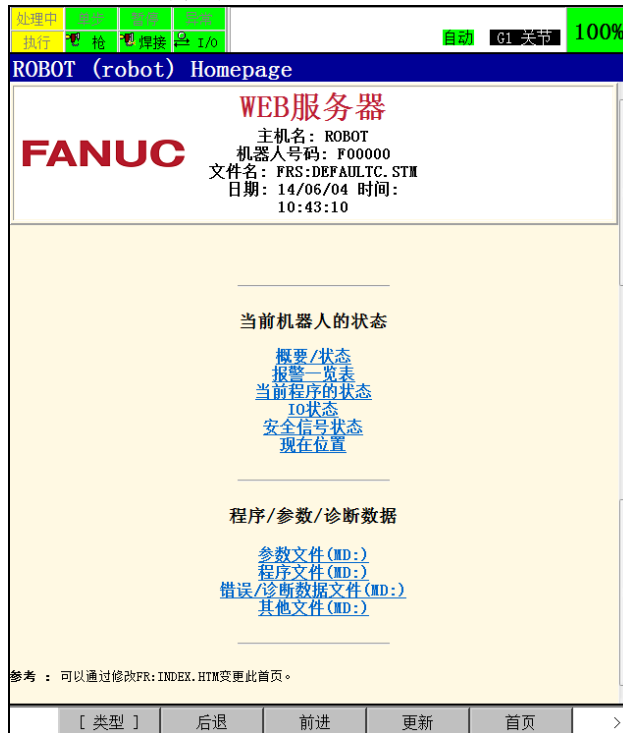 处理中 单步 暂停 异常
执行 枪 焊接 I/O 自动 G1 关节 100%
ROBOT (robot) Homepage
WEB服务器
FANUC
主机名: ROBOT
机器人号码: F00000
文件名: FRS:DEFAULTC.STM
日期: 14/06/04 时间:
10:43:10
当前机器人的状态
概要/状态
报警一览表
当前程序的状态
IO状态
安全信号状态
现在位置
程序/参数/诊断数据
参数文件(MD:)
程序文件(MD:)
错误/诊断数据文件(MD:)
其他文件(MD:)
参考 : 可以通过修改FR:INDEX.HTM变更此首页。
[ 类型 ] 后退 前进 更新 首页 >